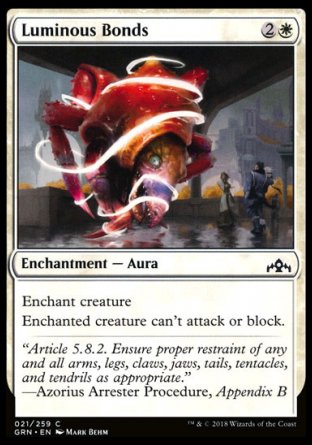 Luminous Bonds 2
Enchantment — Aura
Enchant creature
Enchanted creature can't attack or block.
"Article 5.8.2. Ensure proper restraint of any
and all arms, legs, claws, jaws, tails, tentacles,
and tendrils as appropriate."
—Azorius Arrester Procedure, Appendix B
021/259 C
GRN • EN MARK BEHM
™ & © 2018 Wizards of the Coast